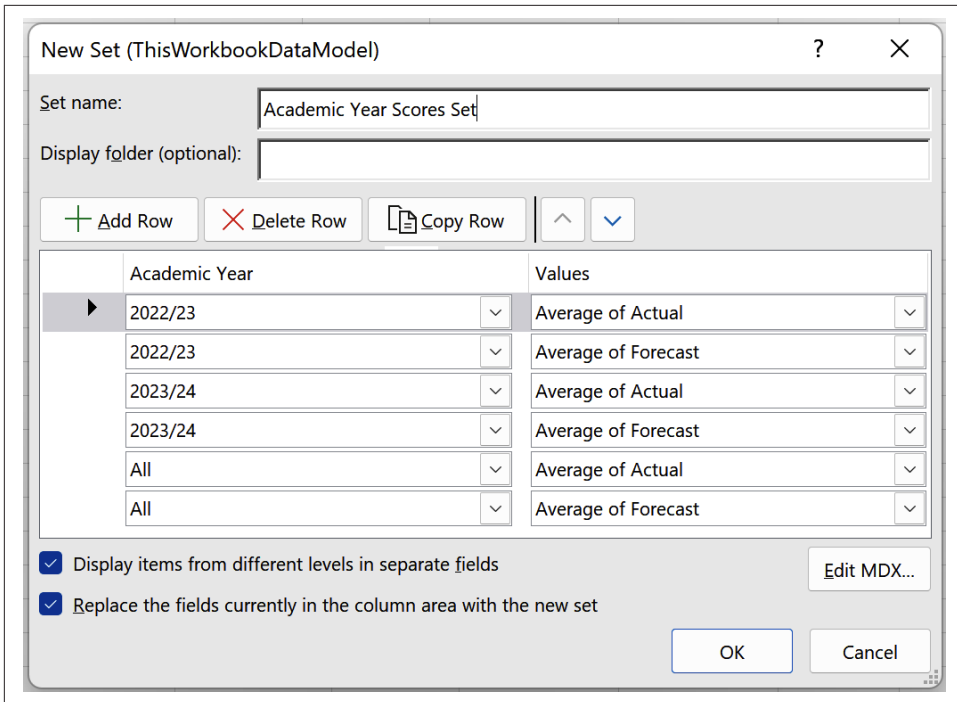 New Set (ThisWorkbookDataModel) ?
Set name: Academic Year Scores Set
Display folder (optional):
Add Row Delete Row Copy Row
Academic Year Values
2022/23 Average of Actual
2022/23 Average of Forecast
2023/24 Average of Actual
2023/24 Average of Forecast
All Average of Actual
All Average of Forecast
Display items from different levels in separate fields
Edit MDX...
Replace the fields currently in the column area with the new set
OK Cancel